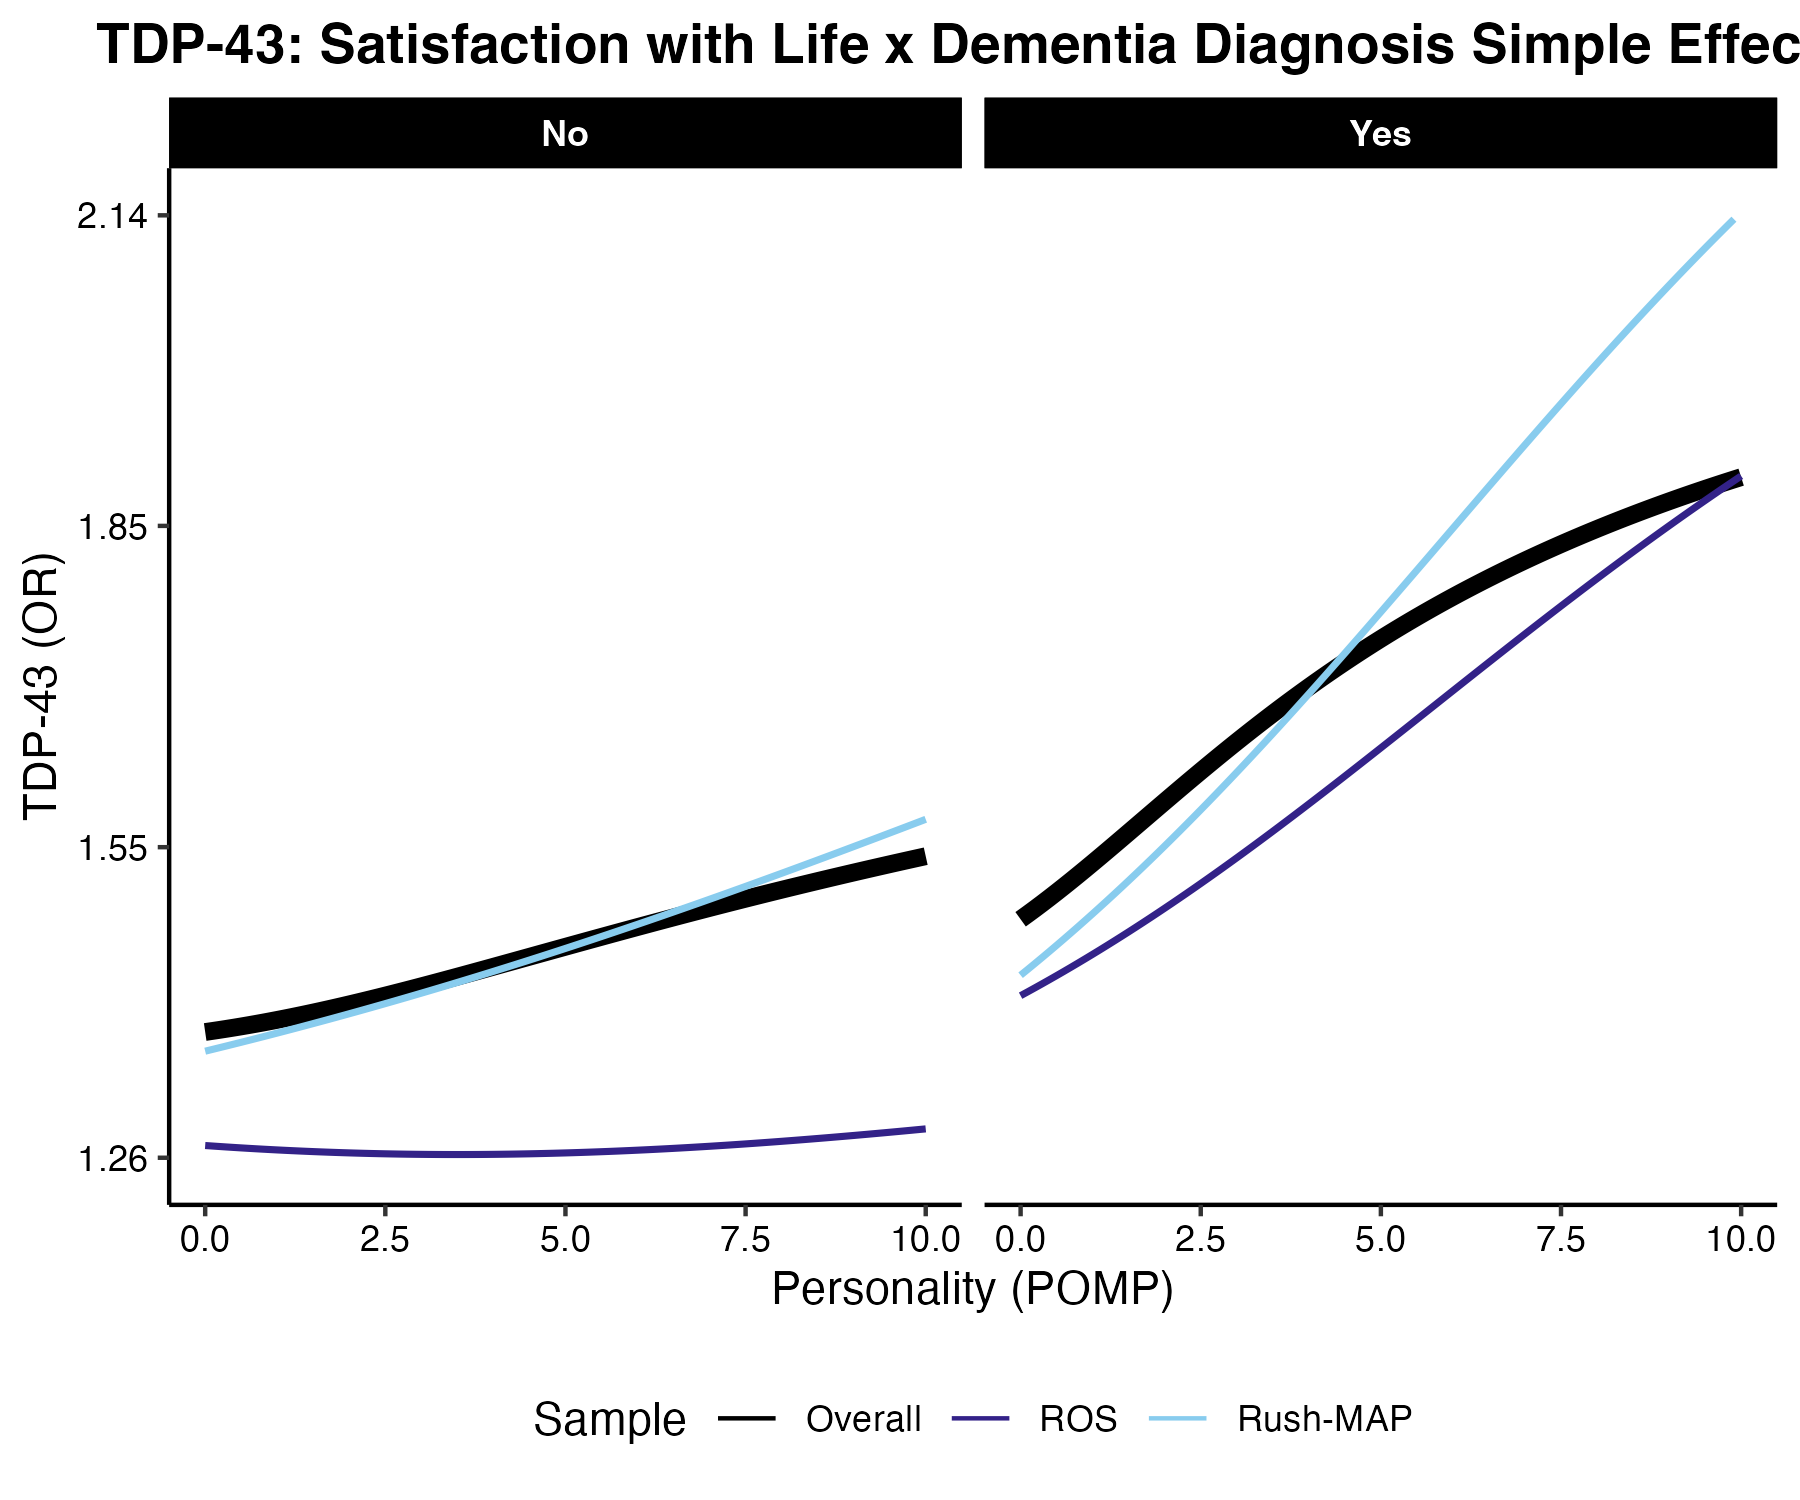 TDP-43: Satisfaction with Life x Dementia Diagnosis Simple Effec
No Yes
2.14
1.85
1.55
1.26
TDP-43 (OR)
0.0 2.5 5.0 7.5 10.0 0.0 2.5 5.0 7.5 10.0
Personality (POMP)
Sample Overall ROS Rush-MAP